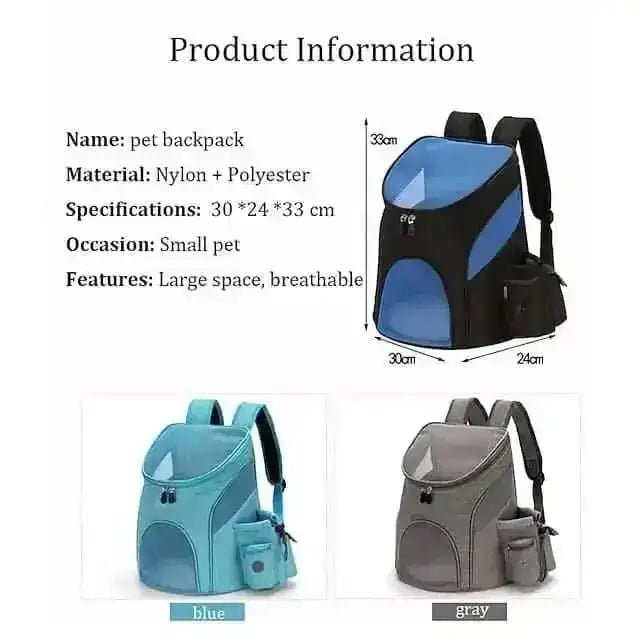 Product Information
Name: pet backpack
Material: Nylon + Polyester
Specifications: 30 *24 *33 cm
Occasion: Small pet
Features: Large space, breathable
33cm
30cm
24cm
blue
gray